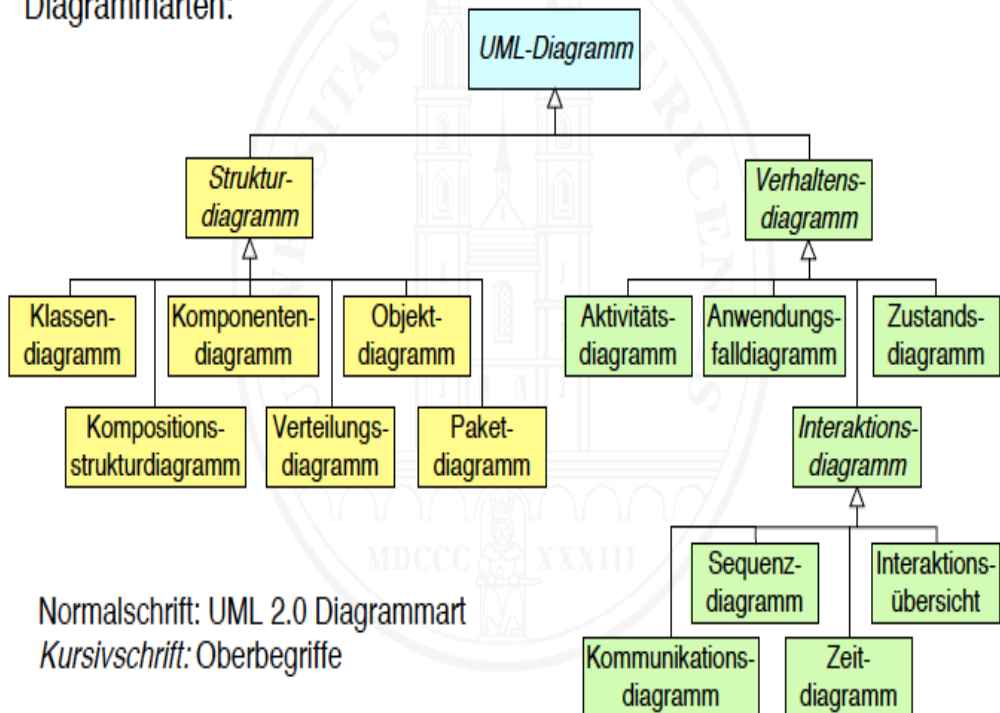 Diagrammarten:
UML-Diagramm
Struktur-
diagramm
Verhaltens-
diagramm
Klassen-
diagramm
Komponenten-
diagramm
Objekt-
diagramm
Aktivitäts-
diagramm
Anwendungs-
falldiagramm
Zustands-
diagramm
Kompositions-
strukturdiagramm
Verteilungs-
diagramm
Paket-
diagramm
Interaktions-
diagramm
Sequenz-
diagramm
Interaktions-
übersicht
Kommunikations-
diagramm
Zeit-
diagramm
Normalschrift: UML 2.0 Diagrammart
Kursivschrift: Oberbegriffe
MDCCC XXXIII